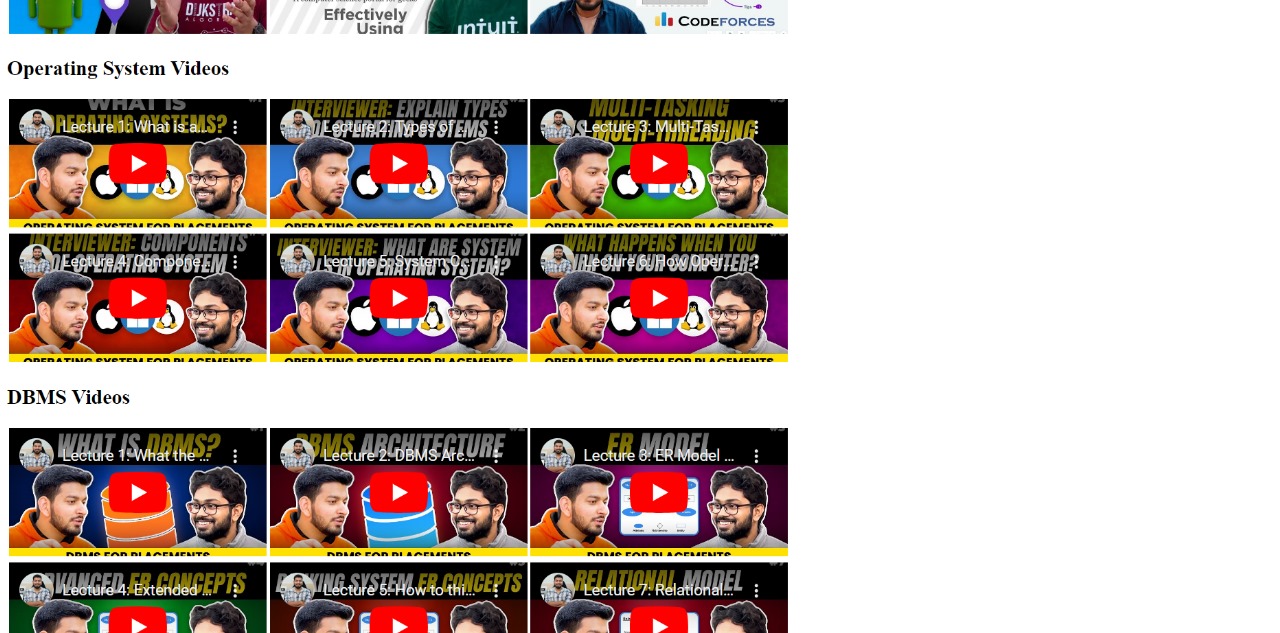 DIJKSTRA
Effectively
Using
intuit.
CODEFORCES
Operating System Videos
WHAT IS
OPERATING SYSTEMS?
Lecture 1: What is a...
INTERVIEWER: EXPLAIN TYPES
OF OPERATING SYSTEMS
Lecture 2: Types of ...
MULTI-TASKING
VS MULTI-THREADING
Lecture 3: Multi-Tas...
OPERATING SYSTEM FOR PLACEMENTS
OPERATING SYSTEM FOR PLACEMENTS
OPERATING SYSTEM FOR PLACEMENTS
INTERVIEWER: COMPONENTS
OF OPERATING SYSTEM
Lecture 4: Compone...
INTERVIEWER: WHAT ARE SYSTEM
IN OPERATING SYSTEM?
Lecture 5: System C...
WHAT HAPPENS WHEN YOU
ON YOUR COMPUTER?
Lecture 6: How Oper...
OPERATING SYSTEM FOR PLACEMENTS
OPERATING SYSTEM FOR PLACEMENTS
OPERATING SYSTEM FOR PLACEMENTS
DBMS Videos
WHAT IS DBMS?
Lecture 1: What the ...
DBMS ARCHITECTURE
Lecture 2: DBMS Arc...
ER MODEL
Lecture 3: ER Model ...
DBMS FOR PLACEMENTS
DBMS FOR PLACEMENTS
DBMS FOR PLACEMENTS
ADVANCED ER CONCEPTS
Lecture 4: Extended ...
BANKING SYSTEM ER CONCEPTS
Lecture 5: How to thi...
RELATIONAL MODEL
Lecture 7: Relational...